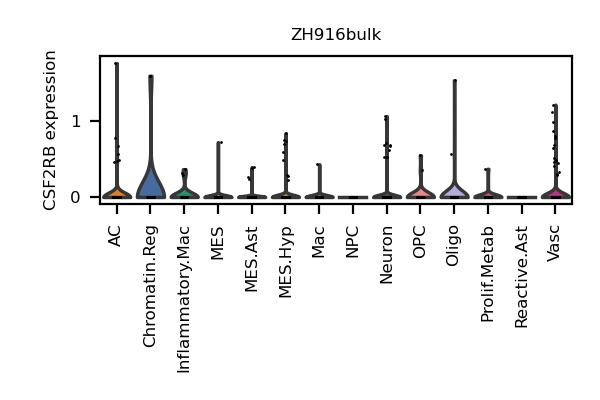 ZH916bulk
CSF2RB expression
1
0
AC
Chromatin.Reg
Inflammatory.Mac
MES
MES.Ast
MES.Hyp
Mac
NPC
Neuron
OPC
Oligo
Prolif.Metab
Reactive.Ast
Vasc